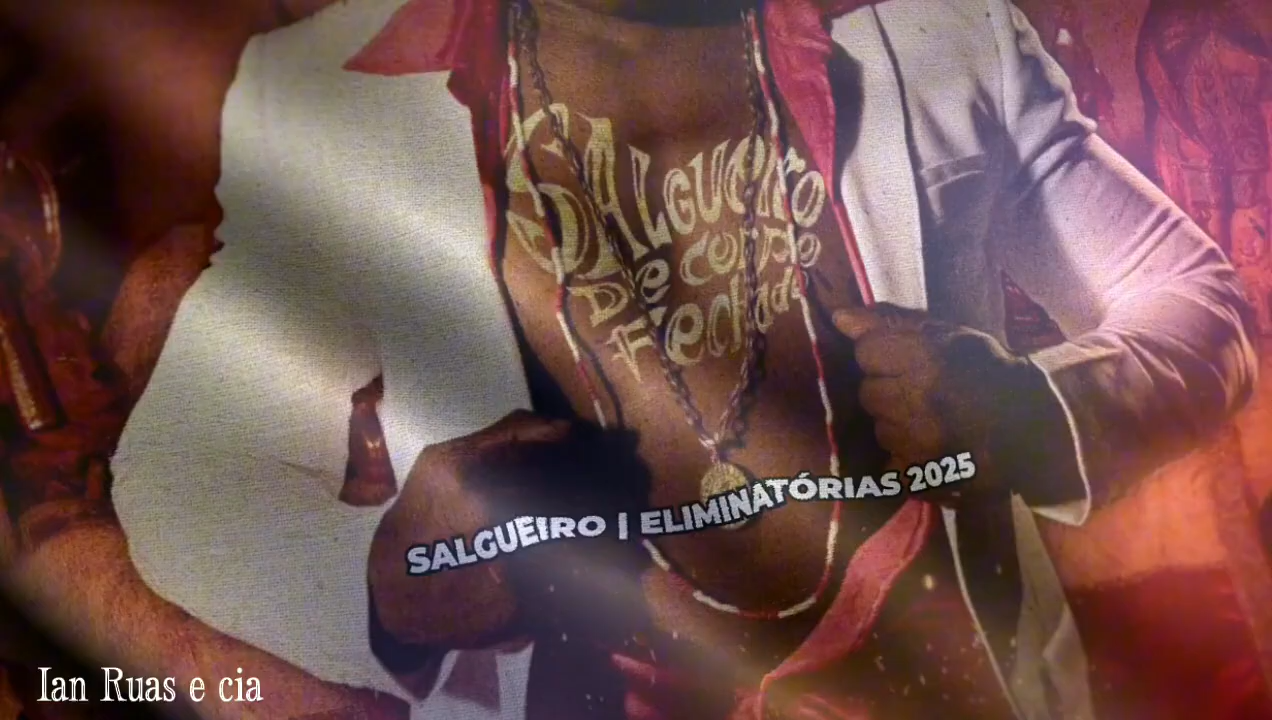 SALGUEIRO
De corpo
Fechado
SALGUEIRO | ELIMINATÓRIAS 2025
Ian Ruas e cia